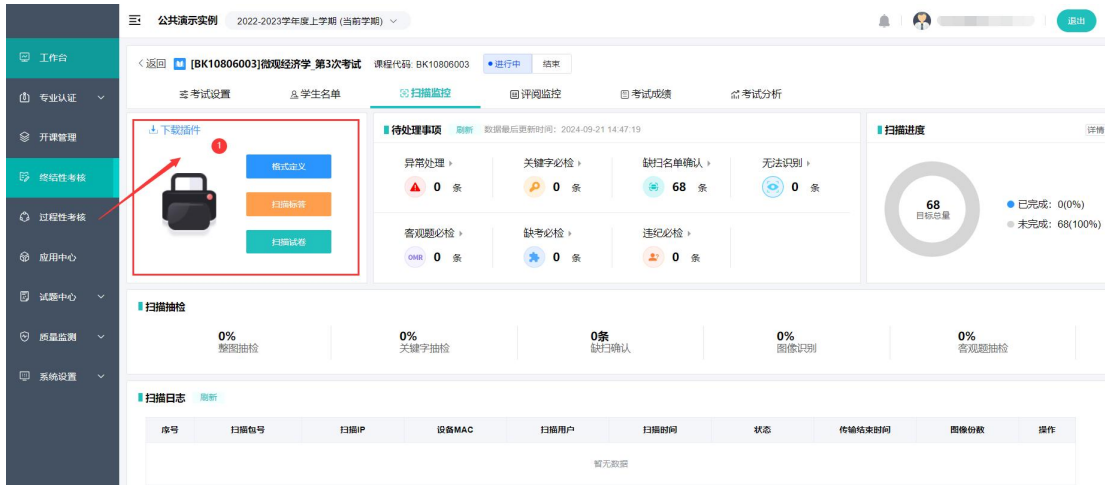 公共演示实例 2022-2023学年度上学期 (当前学期)
退出
工作台
专业认证
开课管理
终结性考核
过程性考核
应用中心
试题中心
质量监测
系统设置
返回 [BK10806003]微观经济学_第3次考试 课程代码: BK10806003 进行中 结束
考试设置 学生名单 扫描监控 评阅监控 考试成绩 考试分析
下载插件
1
格式定义
扫描标答
扫描试卷
待处理事项 刷新 数据最后更新时间：2024-09-21 14:47:19
异常处理 关键字必检 缺扫名单确认 无法识别
0 条 0 条 68 条 0 条
客观题必检 缺考必检 违纪必检
OMR 0 条 0 条 0 条
扫描进度 详情
68
目标总量
已完成：0(0%)
未完成：68(100%)
扫描抽检
0% 0% 0条 0% 0%
整图抽检 关键字抽检 缺扫确认 图像识别 客观题抽检
扫描日志 刷新
序号 扫描包号 扫描IP 设备MAC 扫描用户 扫描时间 状态 传输结束时间 图像份数 操作
暂无数据